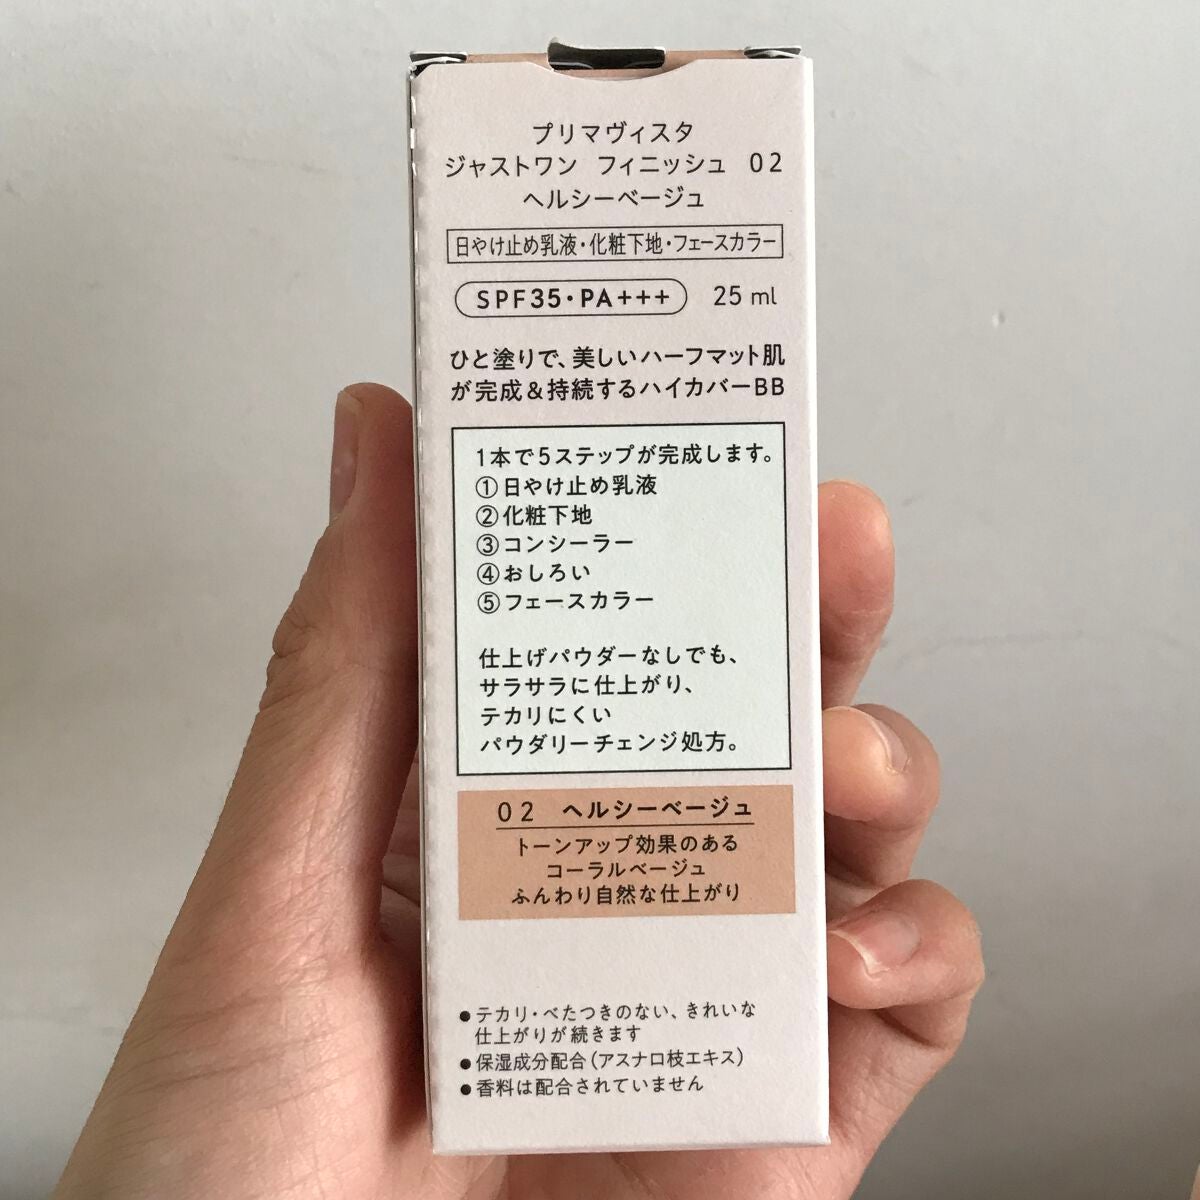 プリマヴィスタ
ジャストワン フィニッシュ 02
ヘルシーベージュ
日やけ止め乳液・化粧下地・フェースカラー
SPF35・PA+++ 25 ml
ひと塗りで、美しいハーフマット肌
が完成&持続するハイカバーBB
1本で5ステップが完成します。
①日やけ止め乳液
②化粧下地
③コンシーラー
④おしろい
⑤フェースカラー
仕上げパウダーなしでも、
サラサラに仕上がり、
テカリにくい
パウダリーチェンジ処方。
02 ヘルシーベージュ
トーンアップ効果のある
コーラルベージュ
ふんわり自然な仕上がり
●テカリ・べたつきのない、きれいな
仕上がりが続きます
●保湿成分配合(アスナロ枝エキス)
●香料は配合されていません